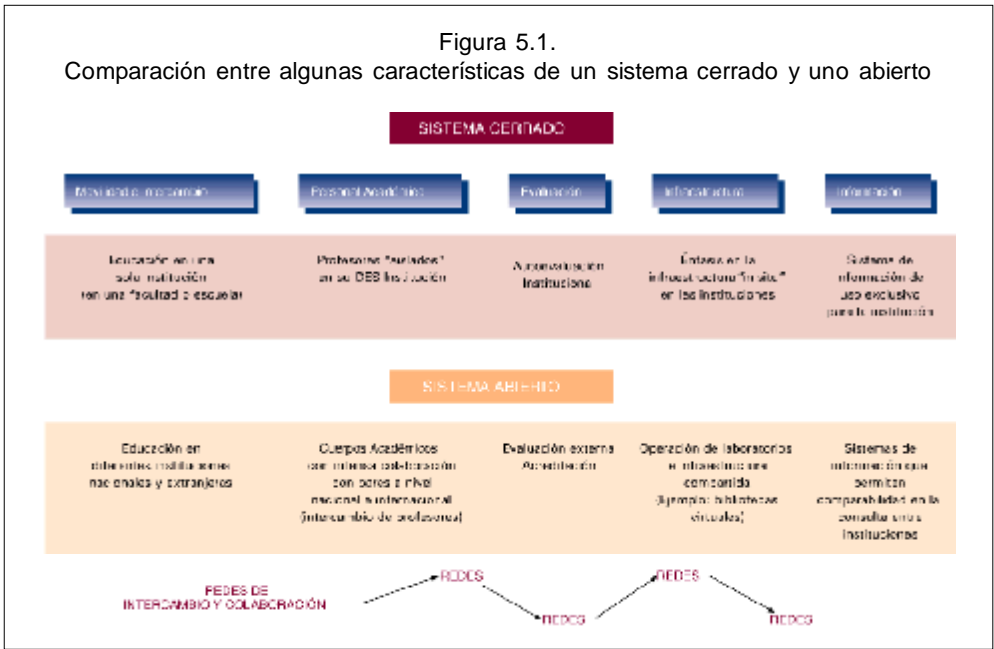 Figura 5.1.
Comparación entre algunas características de un sistema cerrado y uno abierto
SISTEMA CERRADO
Movilidad e intercambio
Personal Académico
Evaluación
Infraestructura
Información
Educación en una
sola institución
(en una facultad o escuela)
Profesores "aislados"
en su DES Institución
Autoevaluación
Institucional
Énfasis en la
infraestructura "in situ"
en las instituciones
Sistema de
información de
uso exclusivo
para la institución
SISTEMA ABIERTO
Educación en
diferentes instituciones
nacionales y extranjeras
Cuerpos Académicos
con intensa colaboración
con pares a nivel
nacional e internacional
(intercambio de profesores)
Evaluación externa
Acreditación
Operación de laboratorios
e infraestructura
compartida
(Ejemplo: bibliotecas
virtuales)
Sistemas de
información que
permiten
comparabilidad en la
consulta entre
instituciones
REDES DE
INTERCAMBIO Y COLABORACIÓN
REDES
REDES
REDES
REDES